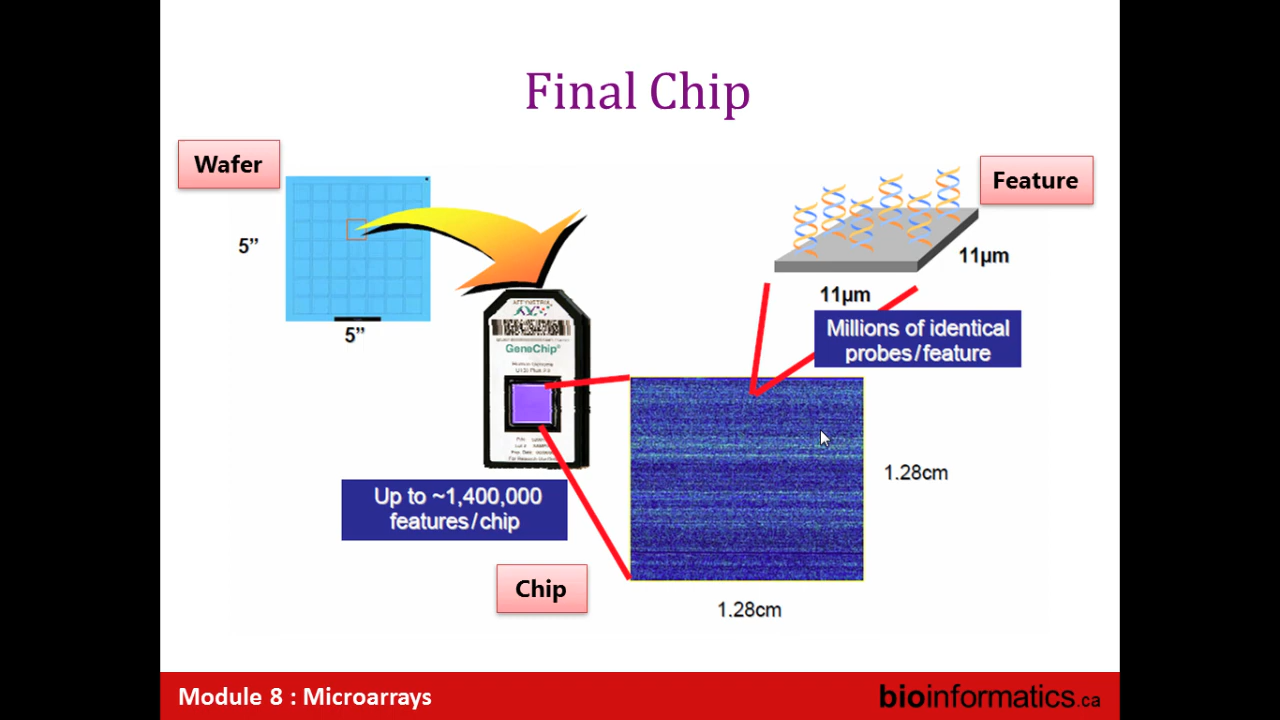 Final Chip
Wafer
5”
5”
Feature
11µm
11µm
Millions of identical
probes/feature
AFFYMETRIX
GeneChip®
Up to ~1,400,000
features/chip
Chip
1.28cm
1.28cm
Module 8 : Microarrays
bioinformatics.ca